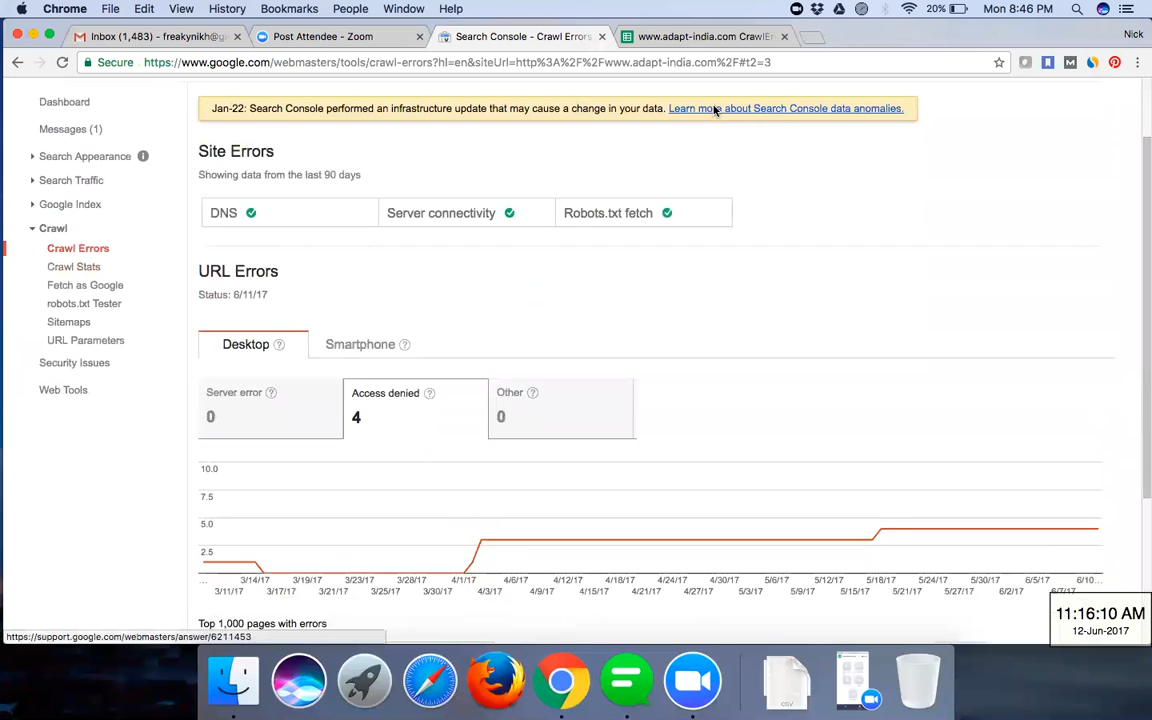 Chrome File Edit View History Bookmarks People Window Help 20% Mon 8:46 PM
Inbox (1,483) - freakynikh@g
Post Attendee - Zoom
Search Console - Crawl Errors
www.adapt-india.com CrawlEr
Nick
Secure https://www.google.com/webmasters/tools/crawl-errors?hl=en&siteUrl=http%3A%2F%2Fwww.adapt-india.com%2F#t2=3
Dashboard
Messages (1)
Search Appearance
Search Traffic
Google Index
Crawl
Crawl Errors
Crawl Stats
Fetch as Google
robots.txt Tester
Sitemaps
URL Parameters
Security Issues
Web Tools
Jan-22: Search Console performed an infrastructure update that may cause a change in your data. Learn more about Search Console data anomalies.
Site Errors
Showing data from the last 90 days
DNS
Server connectivity
Robots.txt fetch
URL Errors
Status: 6/11/17
Desktop ?
Smartphone ?
Server error ?
0
Access denied ?
4
Other ?
0
10.0
7.5
5.0
2.5
... 3/14/17 3/19/17 3/23/17 3/28/17 4/1/17 4/6/17 4/12/17 4/18/17 4/24/17 4/30/17 5/6/17 5/12/17 5/18/17 5/24/17 5/30/17 6/5/17 6/10...
3/11/17 3/17/17 3/21/17 3/25/17 3/30/17 4/3/17 4/9/17 4/15/17 4/21/17 4/27/17 5/3/17 5/9/17 5/15/17 5/21/17 5/27/17 6/2/17
Top 1,000 pages with errors
https://support.google.com/webmasters/answer/6211453
11:16:10 AM
12-Jun-2017
CSV